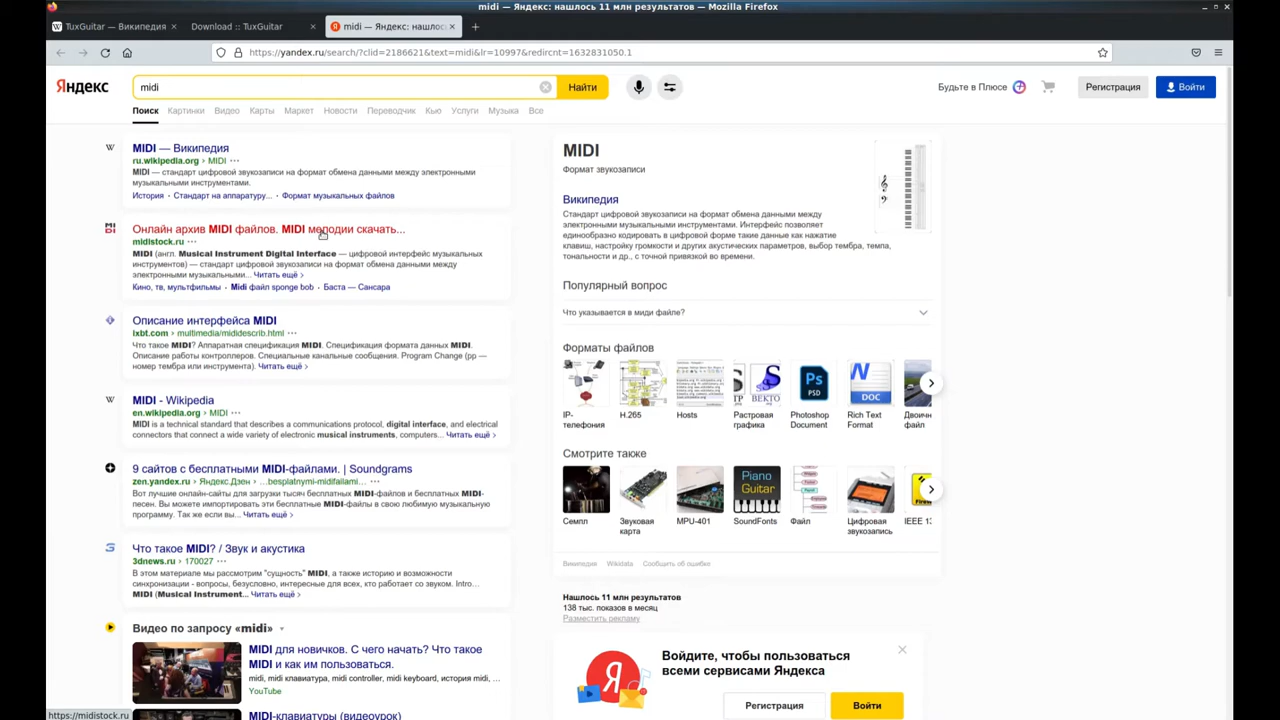 midi — Яндекс: нашлось 11 млн результатов — Mozilla Firefox
TuxGuitar — Википедия
Download :: TuxGuitar
midi — Яндекс: нашлось
https://yandex.ru/search/?clid=2186621&text=midi&lr=10997&redircnt=1632831050.1
Яндекс
midi
Найти
Будьте в Плюсе
Регистрация
Войти
Поиск Картинки Видео Карты Маркет Новости Переводчик Кью Услуги Музыка Все
MIDI — Википедия
ru.wikipedia.org › MIDI
MIDI — стандарт цифровой звукозаписи на формат обмена данными между электронными
музыкальными инструментами.
История · Стандарт на аппаратуру... · Формат музыкальных файлов
Онлайн архив MIDI файлов. MIDI мелодии скачать...
midistock.ru
MIDI (англ. Musical Instrument Digital Interface — цифровой интерфейс музыкальных
инструментов) — стандарт цифровой звукозаписи на формат обмена данными между
электронными музыкальными... Читать ещё ›
Кино, тв, мультфильмы · Midi файл sponge bob · Баста — Сансара
Описание интерфейса MIDI
ixbt.com › multimedia/mididescrib.html
Что такое MIDI? Аппаратная спецификация MIDI. Спецификация формата данных MIDI.
Описание работы контроллеров. Специальные канальные сообщения. Program Change (pp —
номер тембра или инструмента). Читать ещё ›
MIDI - Wikipedia
en.wikipedia.org › MIDI
MIDI is a technical standard that describes a communications protocol, digital interface, and electrical
connectors that connect a wide variety of electronic musical instruments, computers... Читать ещё ›
9 сайтов с бесплатными MIDI-файлами. | Soundgrams
zen.yandex.ru › Яндекс.Дзен › ...besplatnymi-midifailami...
Вот лучшие онлайн-сайты для загрузки тысяч бесплатных MIDI-файлов и бесплатных MIDI-
песен. Вы можете импортировать эти бесплатные MIDI-файлы в свою любимую музыкальную
программу. Так же если вы... Читать ещё ›
Что такое MIDI? / Звук и акустика
3dnews.ru › 170027
В этом материале мы рассмотрим "сущность" MIDI, а также историю и возможности
синхронизации - вопросы, безусловно, интересные для всех, кто работает со звуком. Intro...
MIDI (Musical Instrument... Читать ещё ›
Видео по запросу «midi»
MIDI для новичков. С чего начать? Что такое
MIDI и как им пользоваться.
midi, midi клавиатура, midi controller, midi keyboard, история midi, ...
YouTube
MIDI-клавиатуры (видеоурок)
https://midistock.ru
MIDI
Формат звукозаписи
Википедия
Стандарт цифровой звукозаписи на формат обмена данными между
электронными музыкальными инструментами. Интерфейс позволяет
единообразно кодировать в цифровой форме такие данные как нажатие
клавиш, настройку громкости и других акустических параметров, выбор тембра, темпа,
тональности и др., с точной привязкой во времени.
Популярный вопрос
Что указывается в миди файле?
Форматы файлов
IP-
телефония
H.265
Hosts
Растровая
графика
Photoshop
Document
Rich Text
Format
Двоичн
файл
Смотрите также
Семпл
Звуковая
карта
MPU-401
SoundFonts
Файл
Цифровая
звукозапись
IEEE 13
Википедия Wikidata Сообщить об ошибке
Нашлось 11 млн результатов
138 тыс. показов в месяц
Разместить рекламу
Войдите, чтобы пользоваться
всеми сервисами Яндекса
Регистрация
Войти